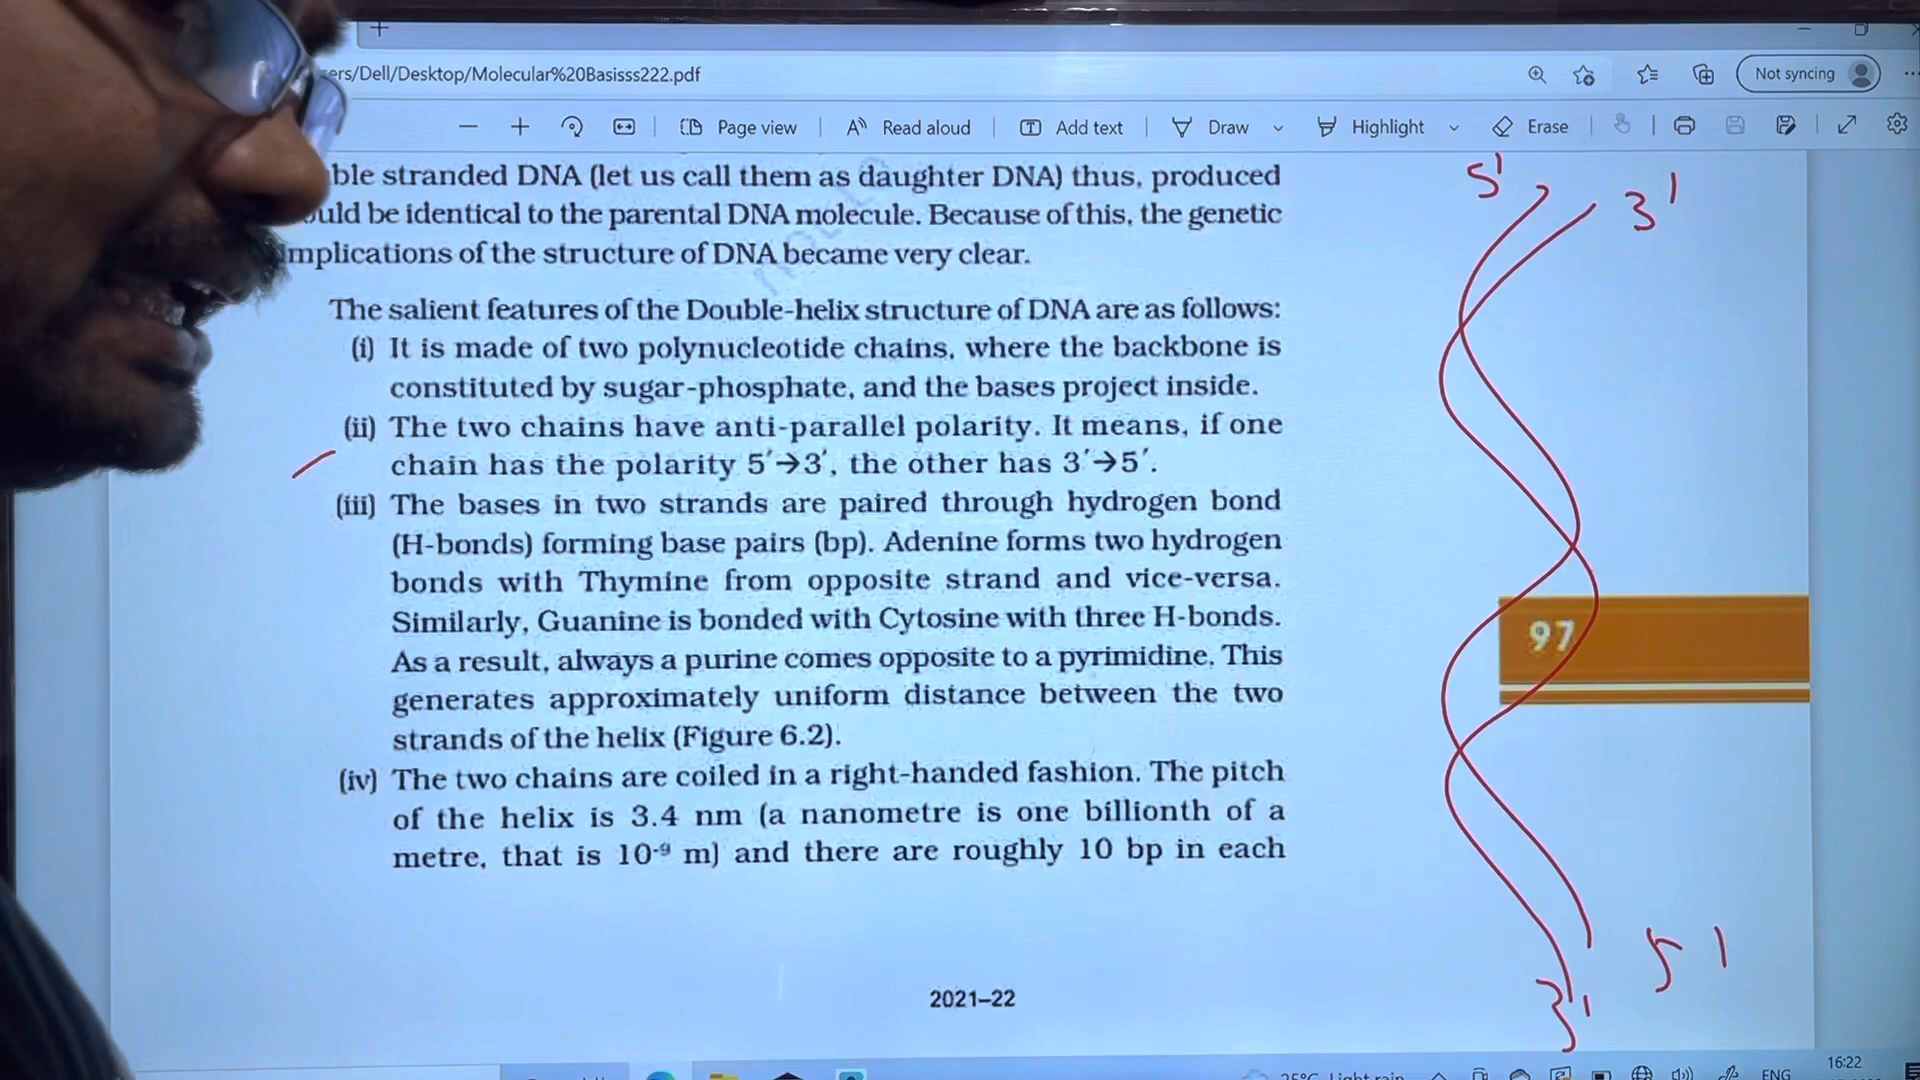 ers/Dell/Desktop/Molecular%20Basisss222.pdf
Not syncing
Page view
Read aloud
Add text
Draw
Highlight
Erase
ble stranded DNA (let us call them as daughter DNA) thus, produced
uld be identical to the parental DNA molecule. Because of this, the genetic
implications of the structure of DNA became very clear.
The salient features of the Double-helix structure of DNA are as follows:
(i) It is made of two polynucleotide chains, where the backbone is
constituted by sugar-phosphate, and the bases project inside.
(ii) The two chains have anti-parallel polarity. It means, if one
chain has the polarity 5′→3′, the other has 3′→5′.
(iii) The bases in two strands are paired through hydrogen bond
(H-bonds) forming base pairs (bp). Adenine forms two hydrogen
bonds with Thymine from opposite strand and vice-versa.
Similarly, Guanine is bonded with Cytosine with three H-bonds.
As a result, always a purine comes opposite to a pyrimidine. This
generates approximately uniform distance between the two
strands of the helix (Figure 6.2).
(iv) The two chains are coiled in a right-handed fashion. The pitch
of the helix is 3.4 nm (a nanometre is one billionth of a
metre, that is 10⁻⁹ m) and there are roughly 10 bp in each
5'
3'
97
5'
3'
2021–22
25°C Light rain
ENG
16:22